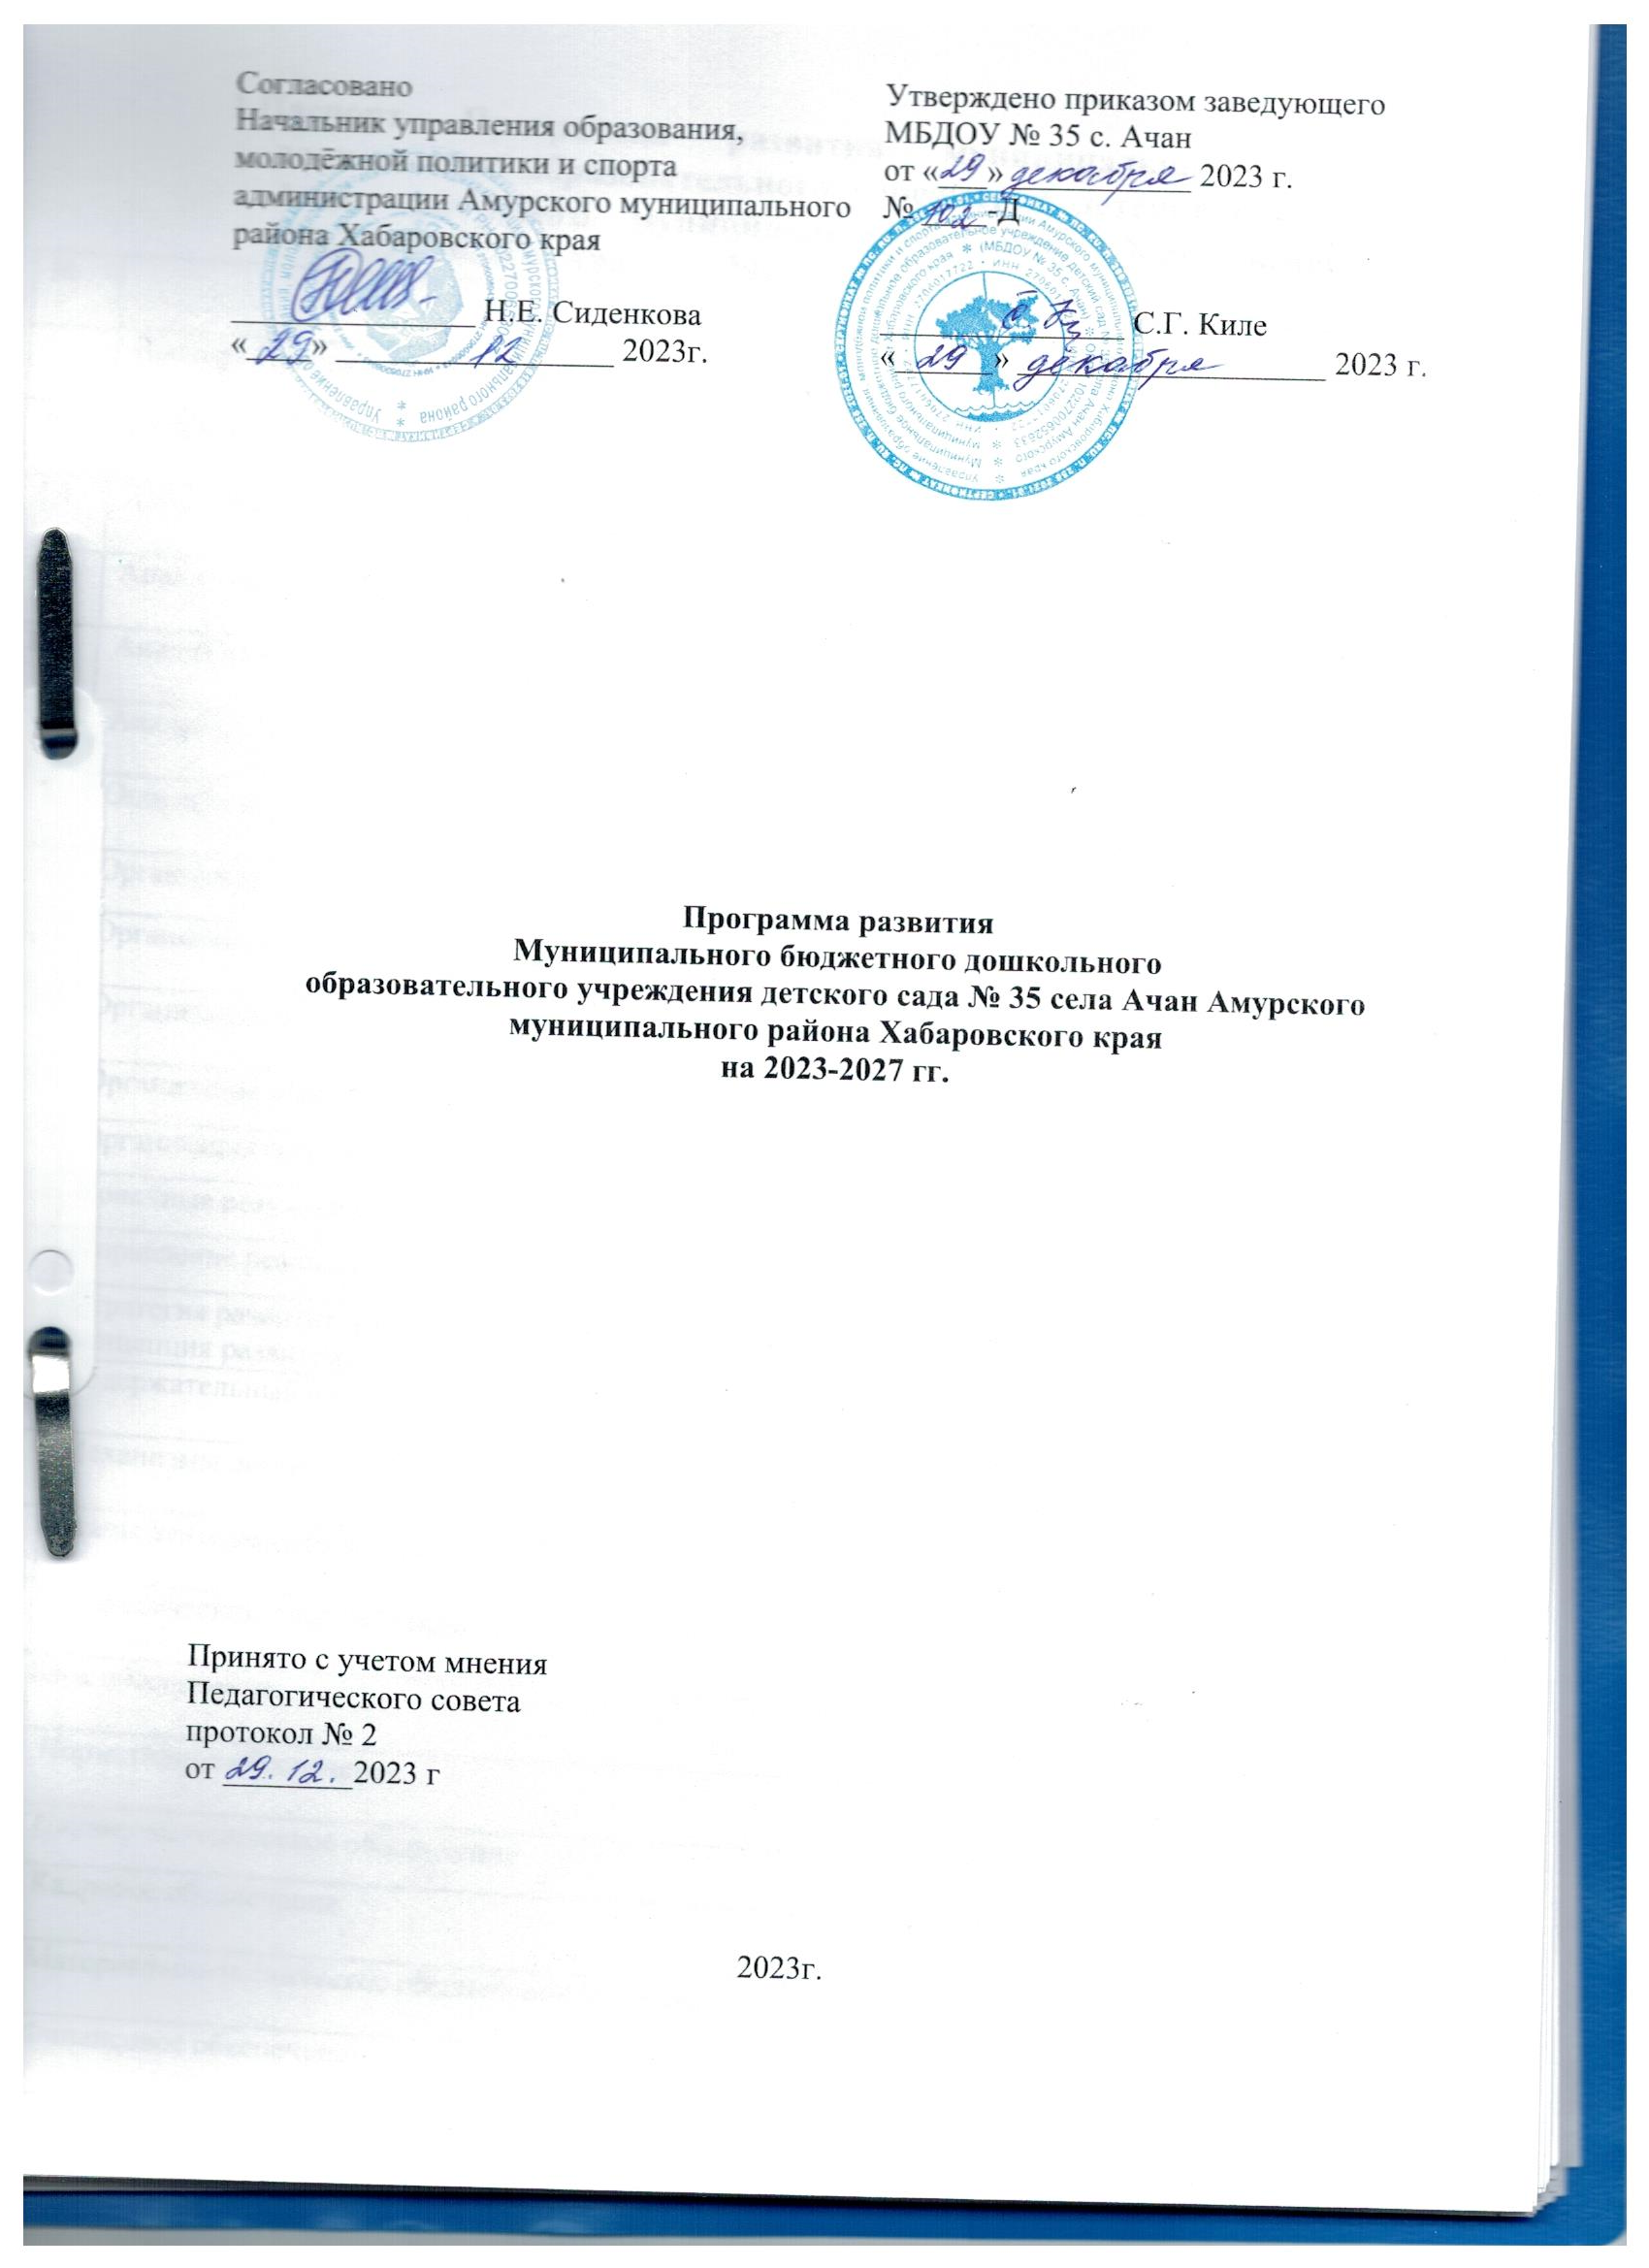 Согласовано
Начальник управления образования,
молодёжной политики и спорта
администрации Амурского муниципального
района Хабаровского края
Н.Е. Сиденкова
«29» 12 2023г.
Утверждено приказом заведующего
МБДОУ № 35 с. Ачан
от «29» декабря 2023 г.
№ 102 -Д
С.Г. Киле
«29» декабря 2023 г.
Программа развития
Муниципального бюджетного дошкольного
образовательного учреждения детского сада № 35 села Ачан Амурского
муниципального района Хабаровского края
на 2023-2027 гг.
Принято с учетом мнения
Педагогического совета
протокол № 2
от 29.12. 2023 г
2023г.